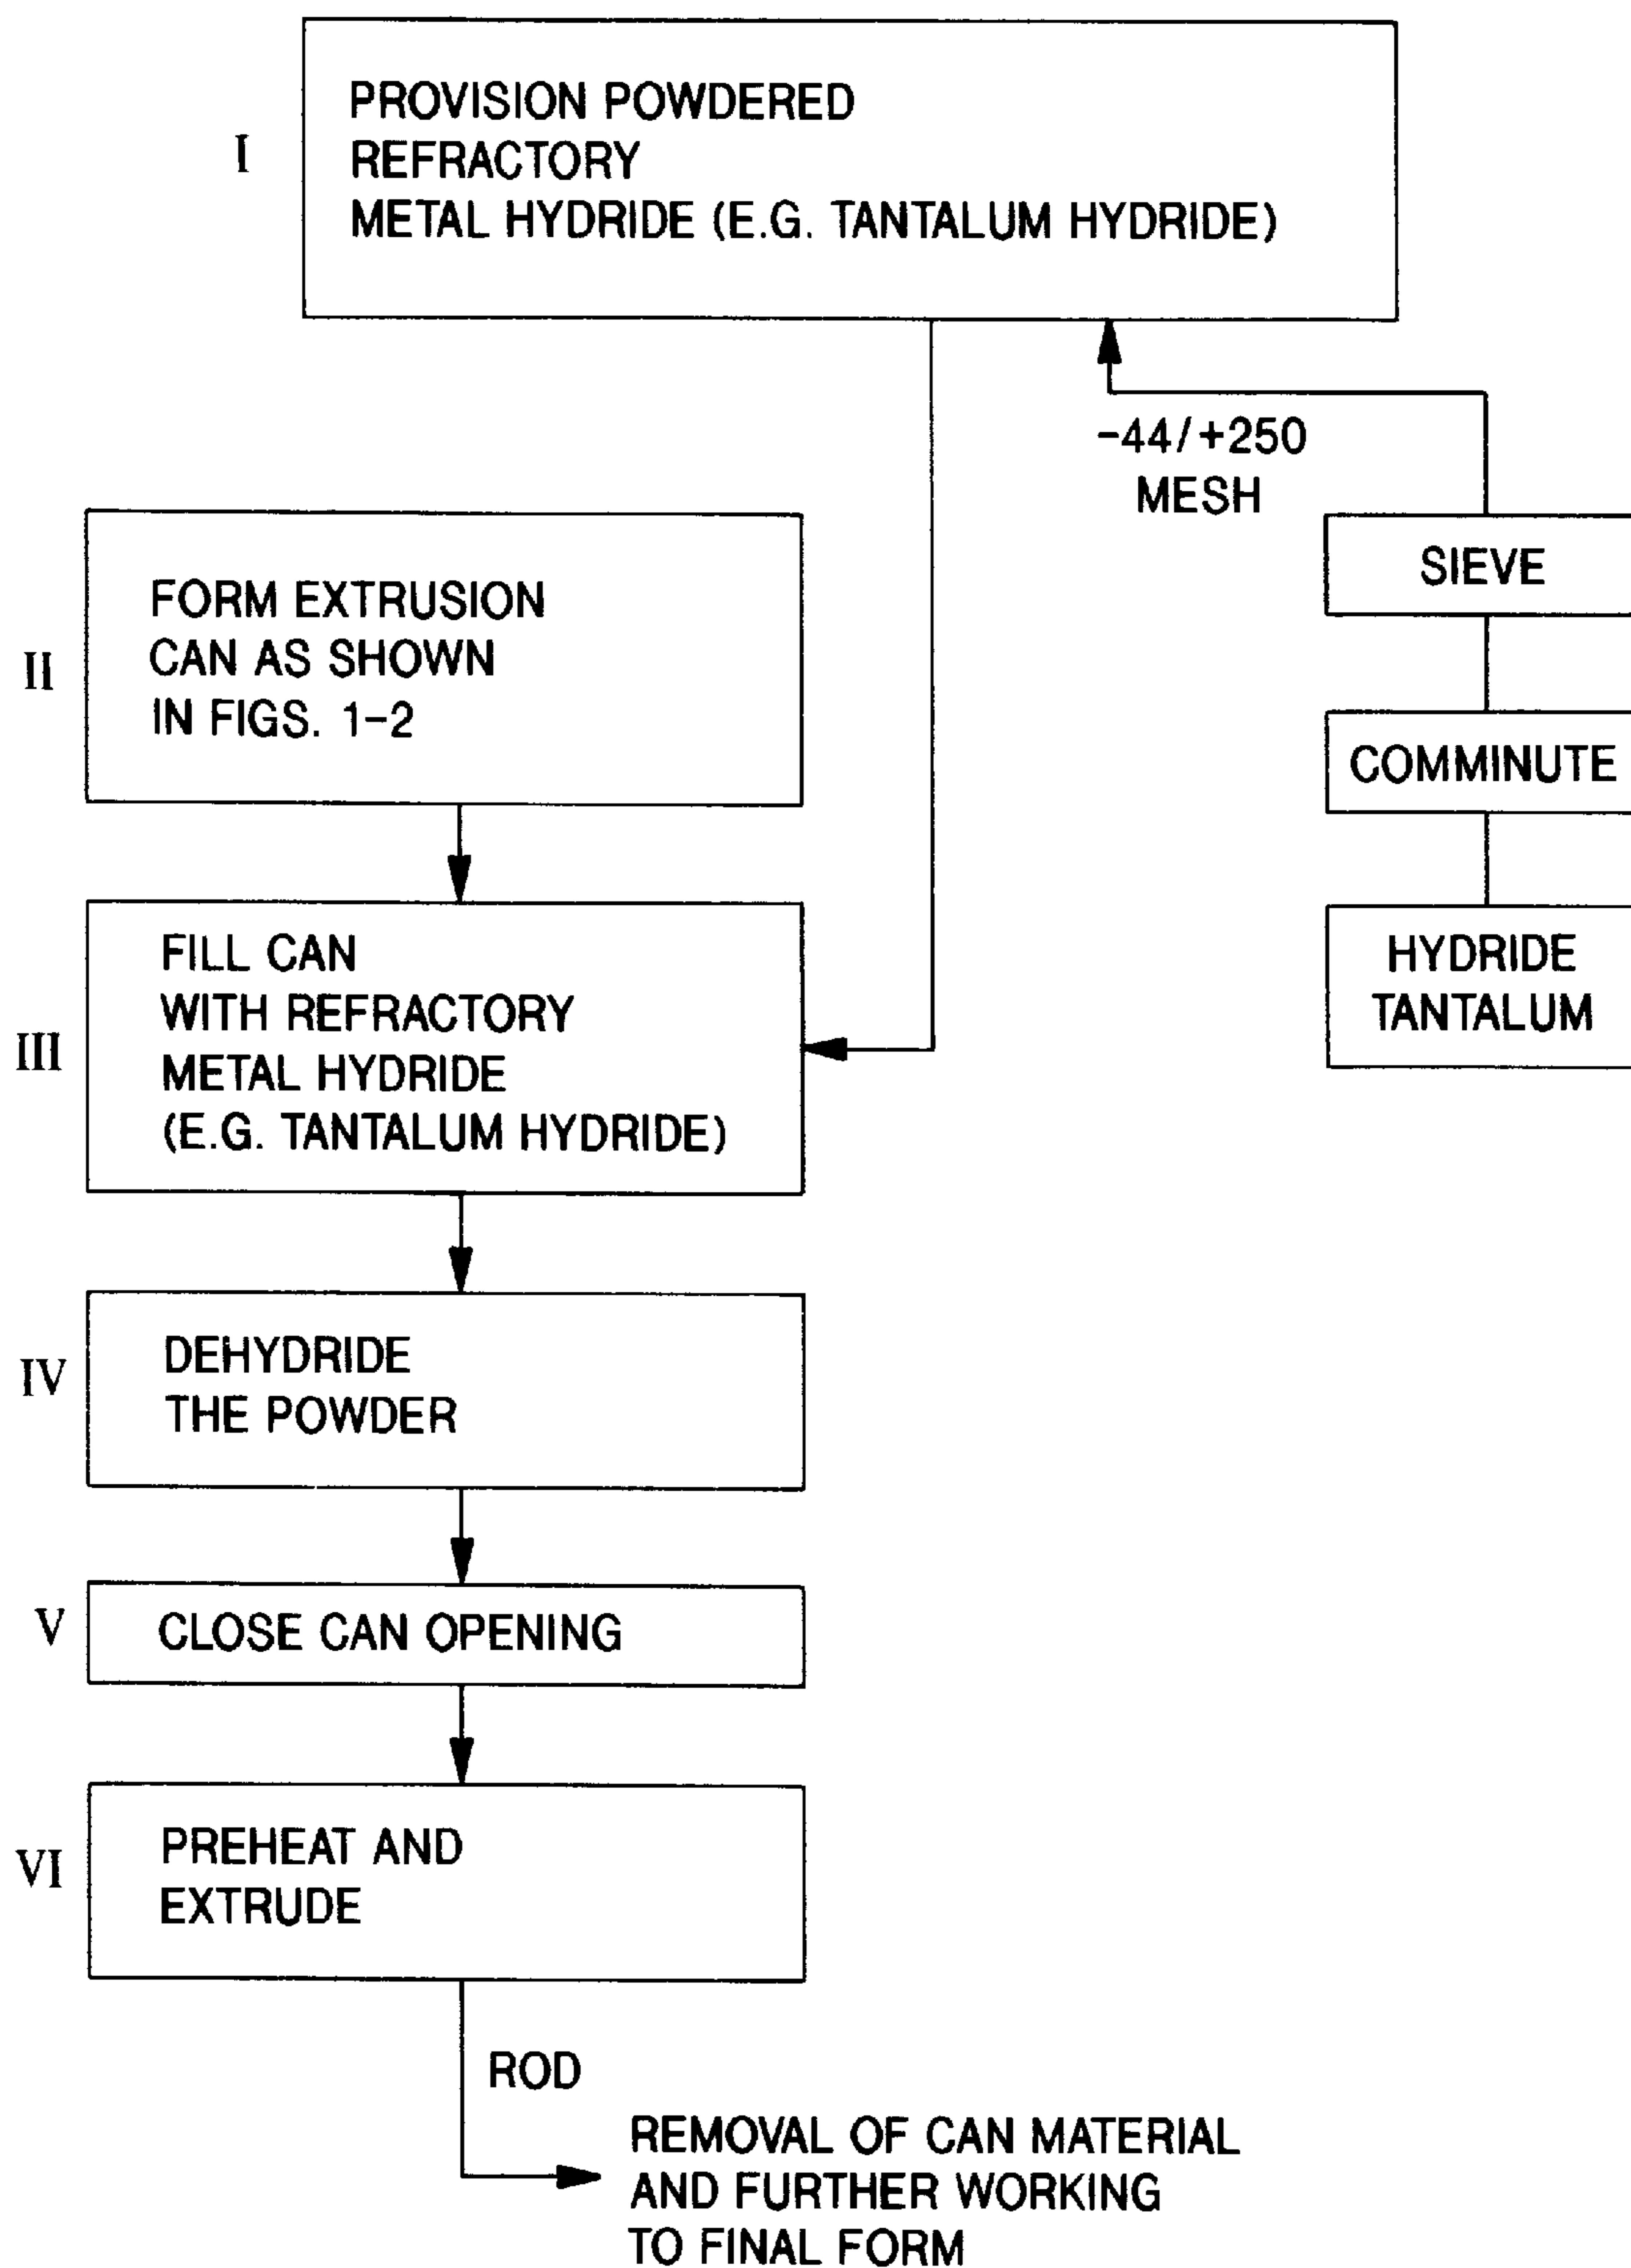 I
PROVISION POWDERED
REFRACTORY
METAL HYDRIDE (E.G. TANTALUM HYDRIDE)
-44/+250
MESH
SIEVE
COMMINUTE
HYDRIDE
TANTALUM
II
FORM EXTRUSION
CAN AS SHOWN
IN FIGS. 1-2
III
FILL CAN
WITH REFRACTORY
METAL HYDRIDE
(E.G. TANTALUM HYDRIDE)
IV
DEHYDRIDE
THE POWDER
V
CLOSE CAN OPENING
VI
PREHEAT AND
EXTRUDE
ROD
REMOVAL OF CAN MATERIAL
AND FURTHER WORKING
TO FINAL FORM